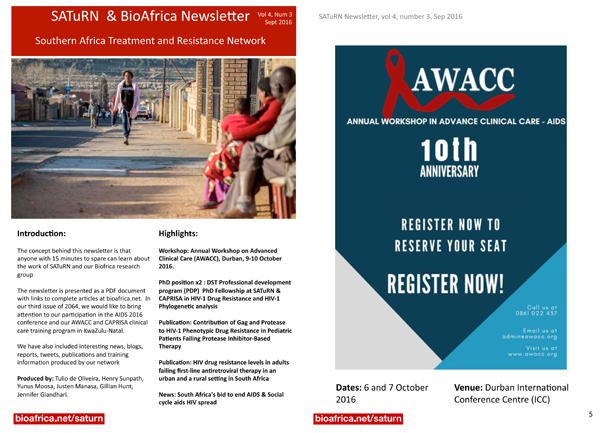 SATuRN & BioAfrica Newsletter
Vol 4, Num 3
Sept 2016
Southern Africa Treatment and Resistance Network
Introduction:
The concept behind this newsletter is that
anyone with 15 minutes to spare can learn about
the work of SATuRN and our Biofrica research
group
The newsletter is presented as a PDF document
with links to complete articles at bioafrica.net. In
our third issue of 2064, we would like to bring
attention to our participation in the AIDS 2016
conference and our AWACC and CAPRISA clinical
care training program in KwaZulu-Natal.
We have also included interesting news, blogs,
reports, tweets, publications and training
information produced by our network
Produced by: Tulio de Oliveira, Henry Sunpath,
Yunus Moosa, Justen Manasa, Gillian Hunt,
Jennifer Giandhari.
Highlights:
Workshop: Annual Workshop on Advanced
Clinical Care (AWACC), Durban, 9-10 October
2016.
PhD position x2 : DST Professional development
program (PDP) PhD Fellowship at SATuRN &
CAPRISA in HIV-1 Drug Resistance and HIV-1
Phylogenetic analysis
Publication: Contribution of Gag and Protease
to HIV-1 Phenotypic Drug Resistance in Pediatric
Patients Failing Protease Inhibitor-Based
Therapy
Publication: HIV drug resistance levels in adults
failing first-line antiretroviral therapy in an
urban and a rural setting in South Africa
News: South Africa's bid to end AIDS & Social
cycle aids HIV spread
bioafrica.net/saturn
SATuRN Newsletter, vol 4, number 3, Sep 2016
AWACC
ANNUAL WORKSHOP IN ADVANCE CLINICAL CARE - AIDS
10th
ANNIVERSARY
REGISTER NOW TO
RESERVE YOUR SEAT
REGISTER NOW!
Call us at
0861 022 457
Email us at
admin@awacc.org
Visit us at
www.awacc.org
Dates: 6 and 7 October
2016
Venue: Durban International
Conference Centre (ICC)
bioafrica.net/saturn
5